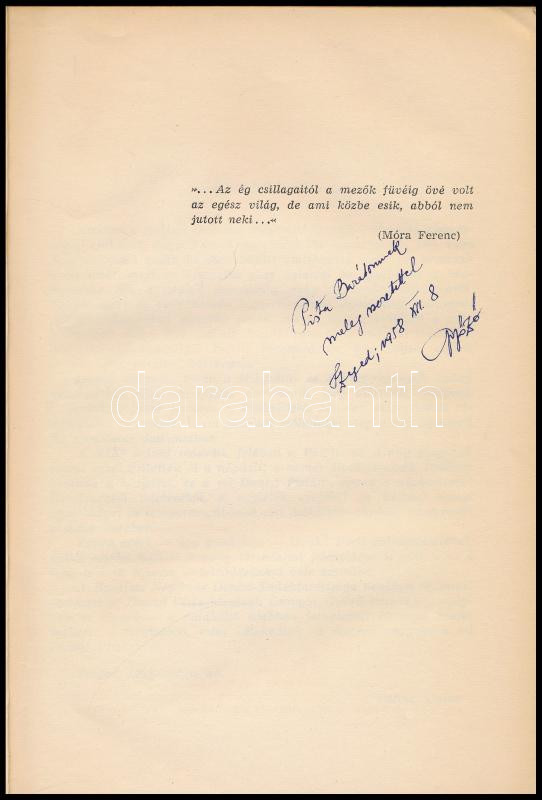 »...Az ég csillagaitól a mezők füvéig övé volt
az egész világ, de ami közbe esik, abból nem
jutott neki...«
(Móra Ferenc)
Pista Barátomnak
meleg szeretettel
Szeged, 1958 XII. 8
darabanth